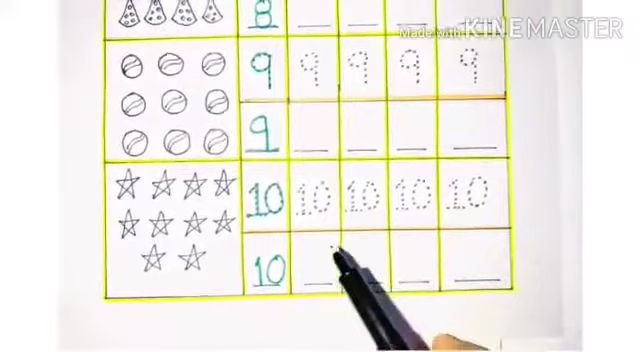 Made with KINEMASTER
8
9 9 9 9 9
9
10 10 10 10 10
10